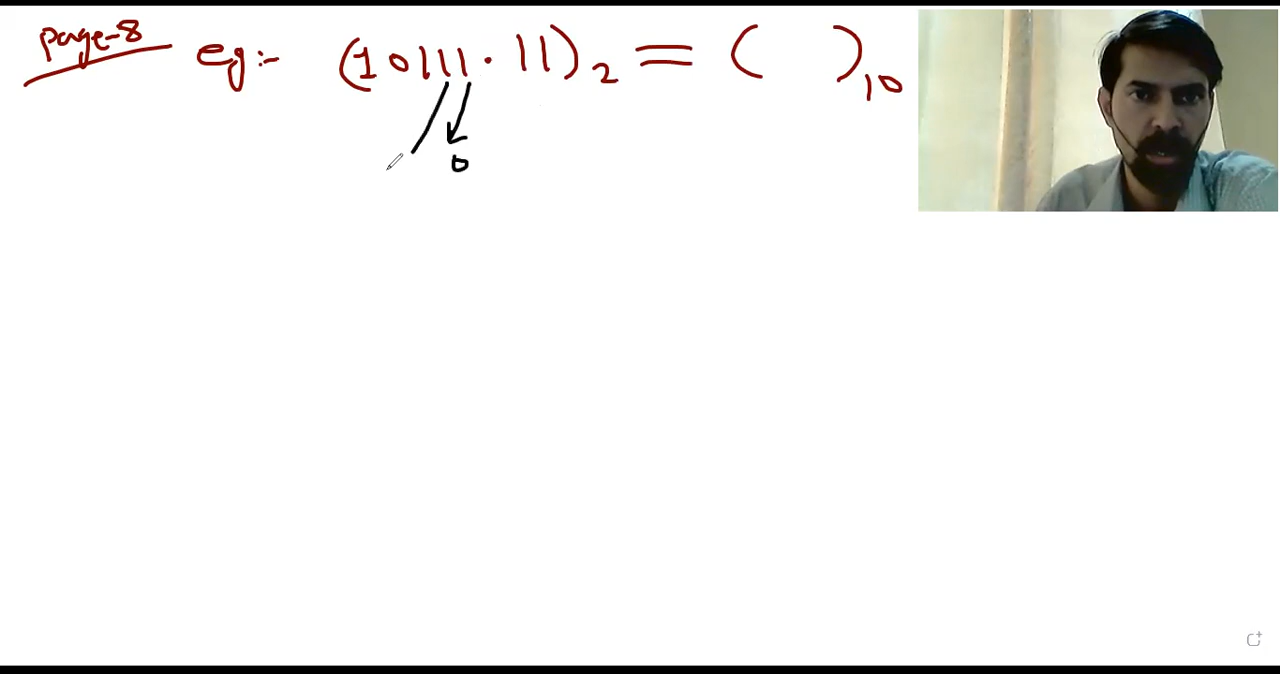 page-8
eg:- (10111.11)2 = ( )10
0